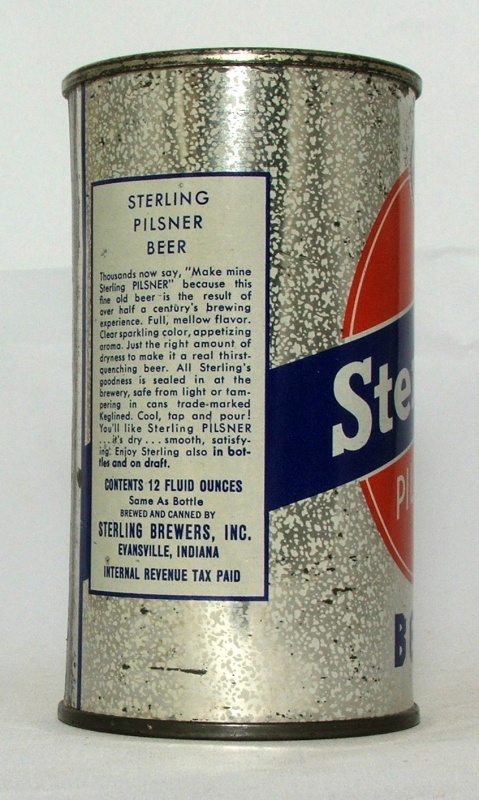 STERLING
PILSNER
BEER
Thousands now say, "Make mine
Sterling PILSNER" because this
fine old beer is the result of
over half a century's brewing
experience. Full, mellow flavor.
Clear sparkling color, appetizing
aroma. Just the right amount of
dryness to make it a real thirst-
quenching beer. All Sterling's
goodness is sealed in at the
brewery, safe from light or tam-
pering in cans trade-marked
Keglined. Cool, tap and pour!
You'll like Sterling PILSNER
...it's dry...smooth, satisfy-
ing. Enjoy Sterling also in bot-
tles and on draft.
CONTENTS 12 FLUID OUNCES
Same As Bottle
BREWED AND CANNED BY
STERLING BREWERS, INC.
EVANSVILLE, INDIANA
INTERNAL REVENUE TAX PAID
Ste
PI
B